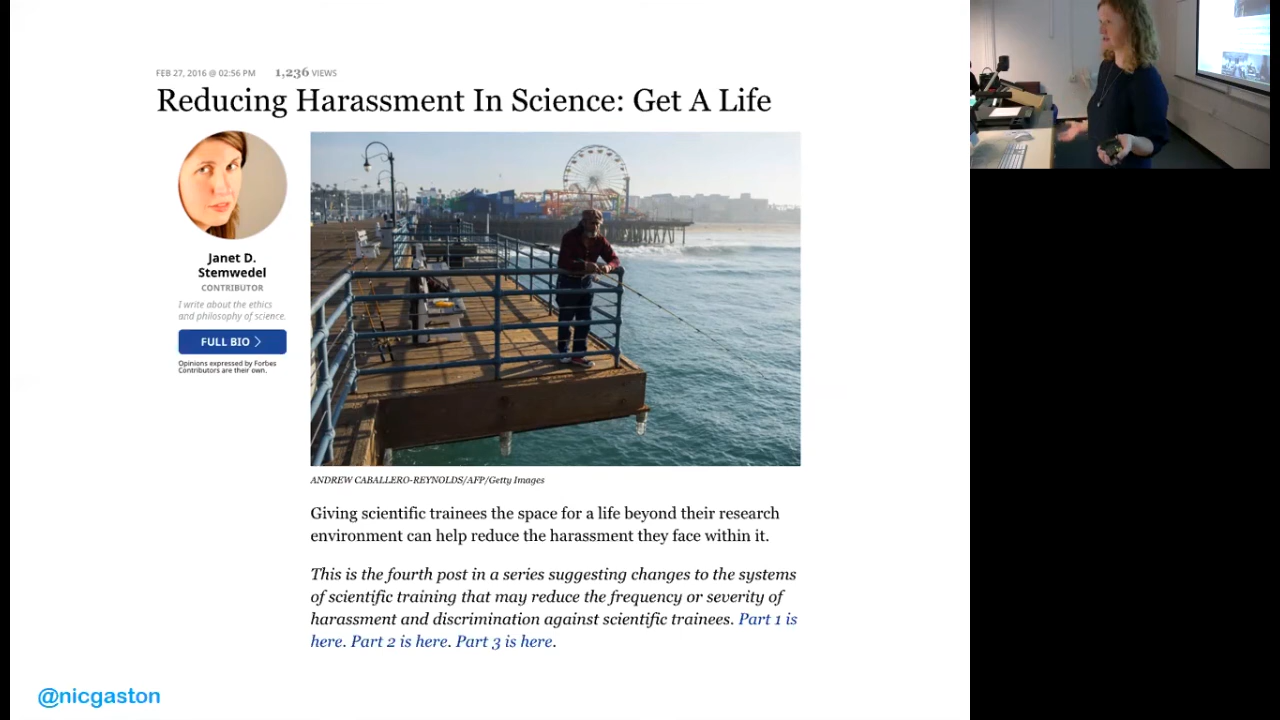 FEB 27, 2016 @ 02:56 PM 1,236 VIEWS
Reducing Harassment In Science: Get A Life
Janet D.
Stemwedel
CONTRIBUTOR
I write about the ethics
and philosophy of science.
FULL BIO >
Opinions expressed by Forbes
Contributors are their own.
ANDREW CABALLERO-REYNOLDS/AFP/Getty Images
Giving scientific trainees the space for a life beyond their research
environment can help reduce the harassment they face within it.
This is the fourth post in a series suggesting changes to the systems
of scientific training that may reduce the frequency or severity of
harassment and discrimination against scientific trainees. Part 1 is
here. Part 2 is here. Part 3 is here.
@nicgaston